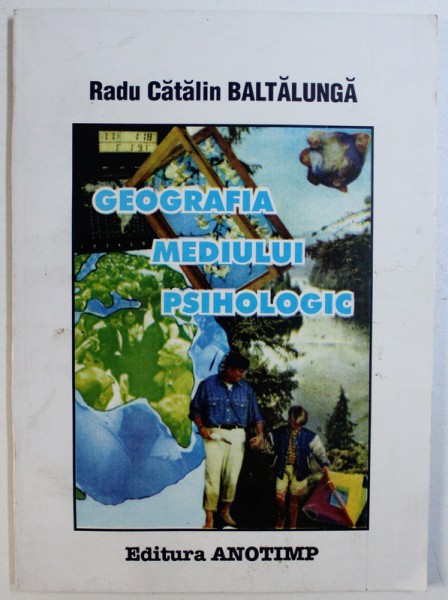 Radu Cătălin BALTĂLUNGĂ
GEOGRAFIA
MEDIULUI
PSIHOLOGIC
Editura ANOTIMP